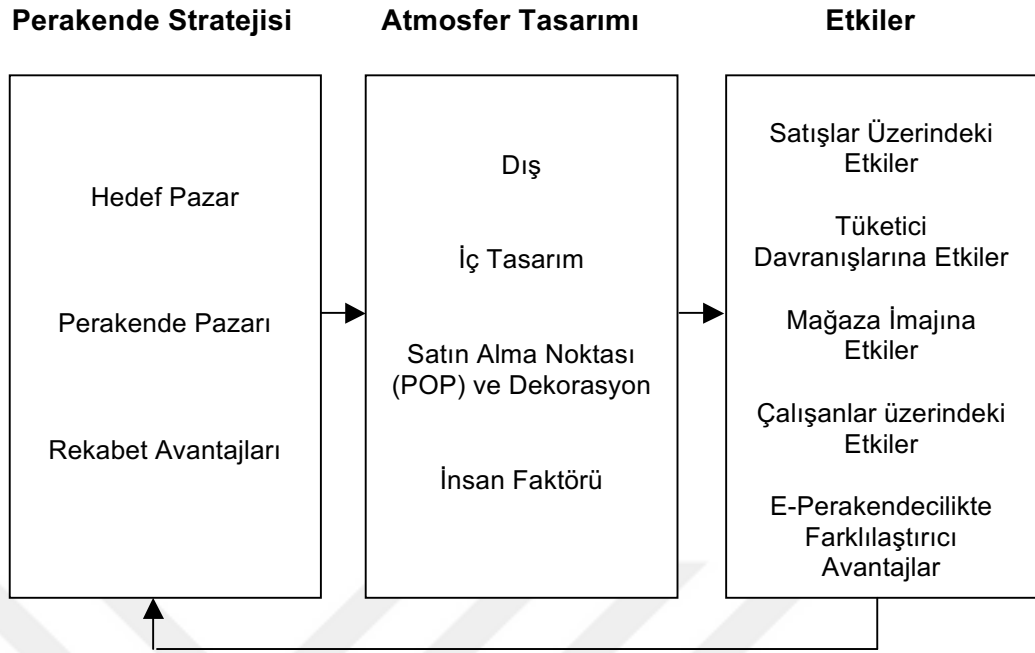 Perakende Stratejisi
Atmosfer Tasarımı
Etkiler
Hedef Pazar
Perakende Pazarı
Rekabet Avantajları
Dış
İç Tasarım
Satın Alma Noktası
(POP) ve Dekorasyon
İnsan Faktörü
Satışlar Üzerindeki
Etkiler
Tüketici
Davranışlarına Etkiler
Mağaza İmajına
Etkiler
Çalışanlar üzerindeki
Etkiler
E-Perakendecilikte
Farklılaştırıcı
Avantajlar